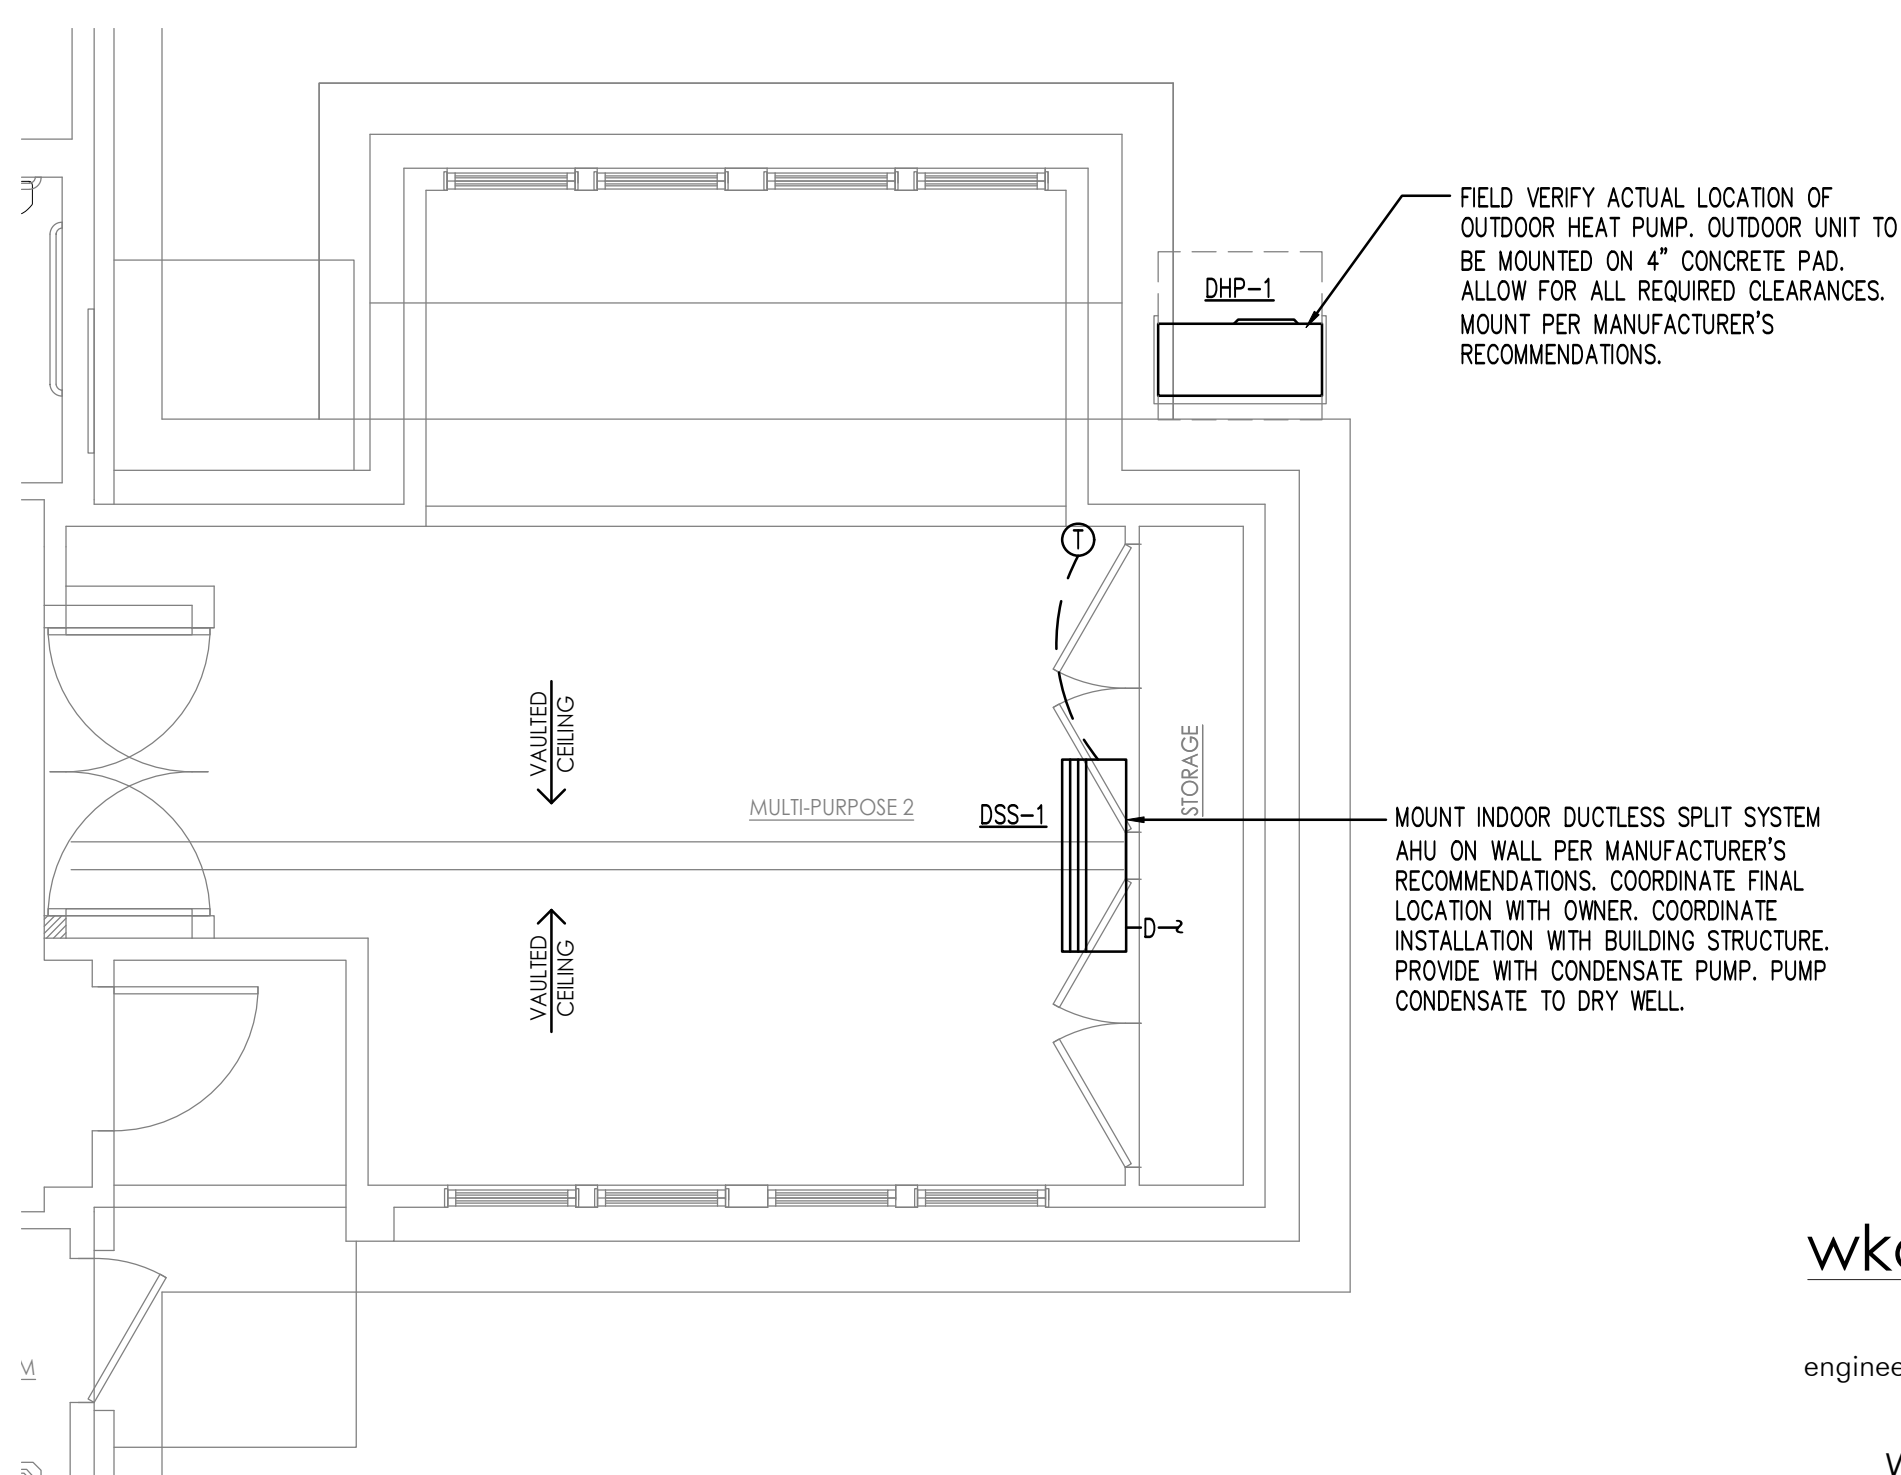 FIELD VERIFY ACTUAL LOCATION OF
OUTDOOR HEAT PUMP. OUTDOOR UNIT TO
BE MOUNTED ON 4" CONCRETE PAD.
ALLOW FOR ALL REQUIRED CLEARANCES.
MOUNT PER MANUFACTURER'S
RECOMMENDATIONS.
DHP-1
T
VAULTED
CEILING
MULTI-PURPOSE 2
DSS-1
STORAGE
MOUNT INDOOR DUCTLESS SPLIT SYSTEM
AHU ON WALL PER MANUFACTURER'S
RECOMMENDATIONS. COORDINATE FINAL
LOCATION WITH OWNER. COORDINATE
INSTALLATION WITH BUILDING STRUCTURE.
PROVIDE WITH CONDENSATE PUMP. PUMP
CONDENSATE TO DRY WELL.
D
VAULTED
CEILING
M